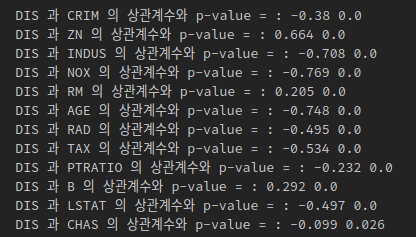 DIS 과 CRIM 의 상관계수와 p-value = : -0.38 0.0
DIS 과 ZN 의 상관계수와 p-value = : 0.664 0.0
DIS 과 INDUS 의 상관계수와 p-value = : -0.708 0.0
DIS 과 NOX 의 상관계수와 p-value = : -0.769 0.0
DIS 과 RM 의 상관계수와 p-value = : 0.205 0.0
DIS 과 AGE 의 상관계수와 p-value = : -0.748 0.0
DIS 과 RAD 의 상관계수와 p-value = : -0.495 0.0
DIS 과 TAX 의 상관계수와 p-value = : -0.534 0.0
DIS 과 PTRATIO 의 상관계수와 p-value = : -0.232 0.0
DIS 과 B 의 상관계수와 p-value = : 0.292 0.0
DIS 과 LSTAT 의 상관계수와 p-value = : -0.497 0.0
DIS 과 CHAS 의 상관계수와 p-value = : -0.099 0.026